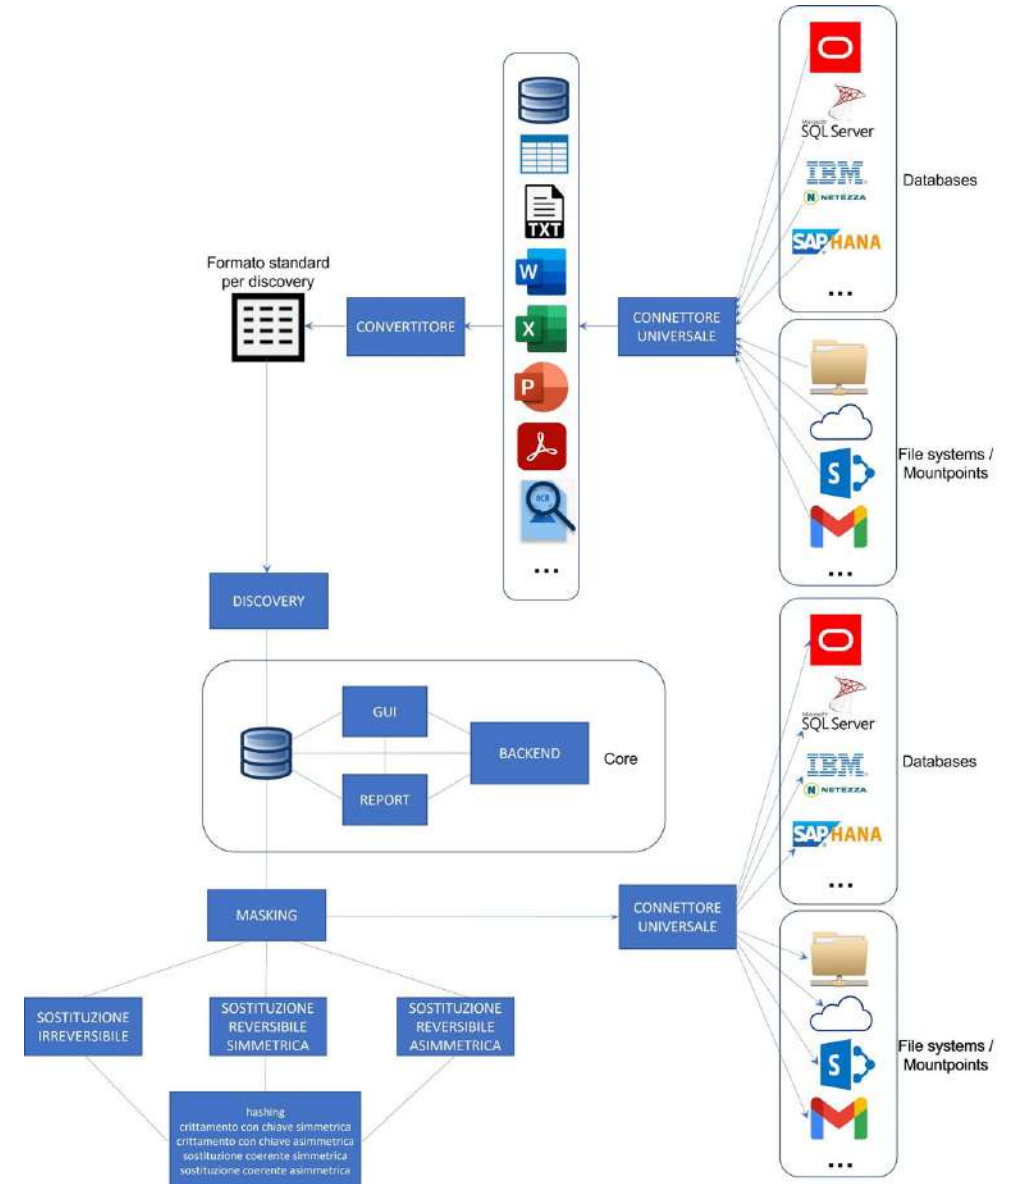 SQL Server
IBM
NETEZZA
SAP HANA
...
Databases
TXT
W
X
P
OCR
...
Formato standard
per discovery
CONVERTITORE
CONNETTORE
UNIVERSALE
S
...
File systems /
Mountpoints
DISCOVERY
GUI
REPORT
BACKEND
Core
Microsoft
SQL Server
IBM
N NETEZZA
SAP HANA
...
Databases
MASKING
CONNETTORE
UNIVERSALE
S
...
File systems /
Mountpoints
SOSTITUZIONE
IRREVERSIBILE
SOSTITUZIONE
REVERSIBILE
SIMMETRICA
SOSTITUZIONE
REVERSIBILE
ASIMMETRICA
hashing
crittamento con chiave simmetrica
crittamento con chiave asimmetrica
sostituzione coerente simmetrica
sostituzione coerente asimmetrica